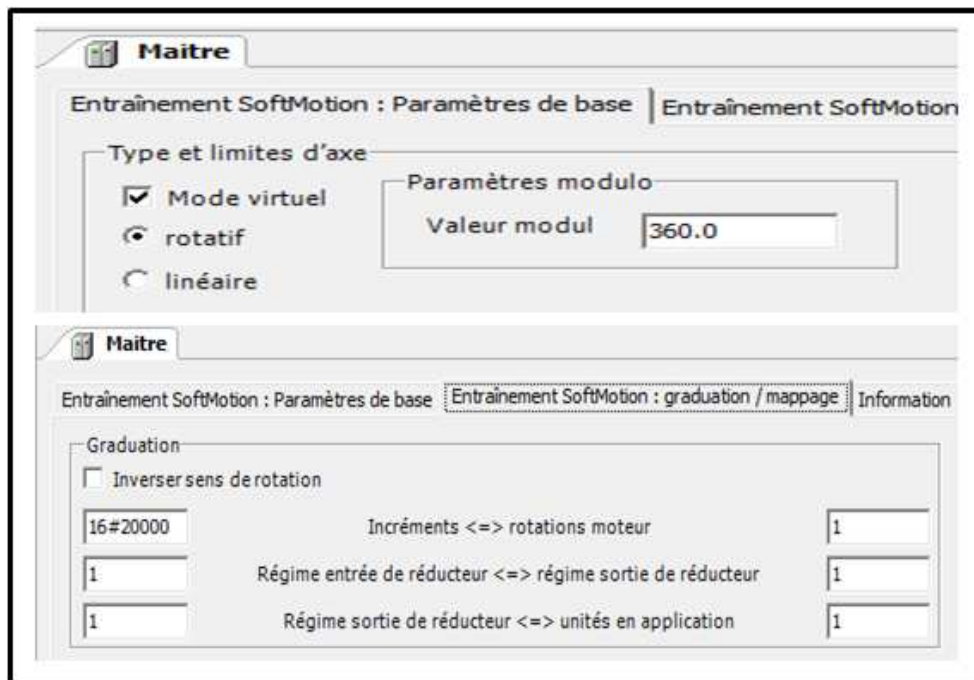 Maitre
Entraînement SoftMotion : Paramètres de base Entraînement SoftMotion
Type et limites d'axe
Mode virtuel
Paramètres modulo
rotatif
Valeur modul 360.0
linéaire
Maitre
Entraînement SoftMotion : Paramètres de base Entraînement SoftMotion : graduation / mappage Information
Graduation
Inverser sens de rotation
16#20000 Incréments <=> rotations moteur 1
1 Régime entrée de réducteur <=> régime sortie de réducteur 1
1 Régime sortie de réducteur <=> unités en application 1